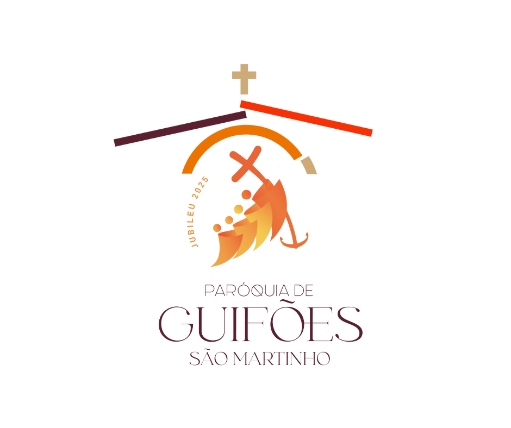 JUBILEU 2025
PARÓQUIA DE
GUIFÕES
SÃO MARTINHO